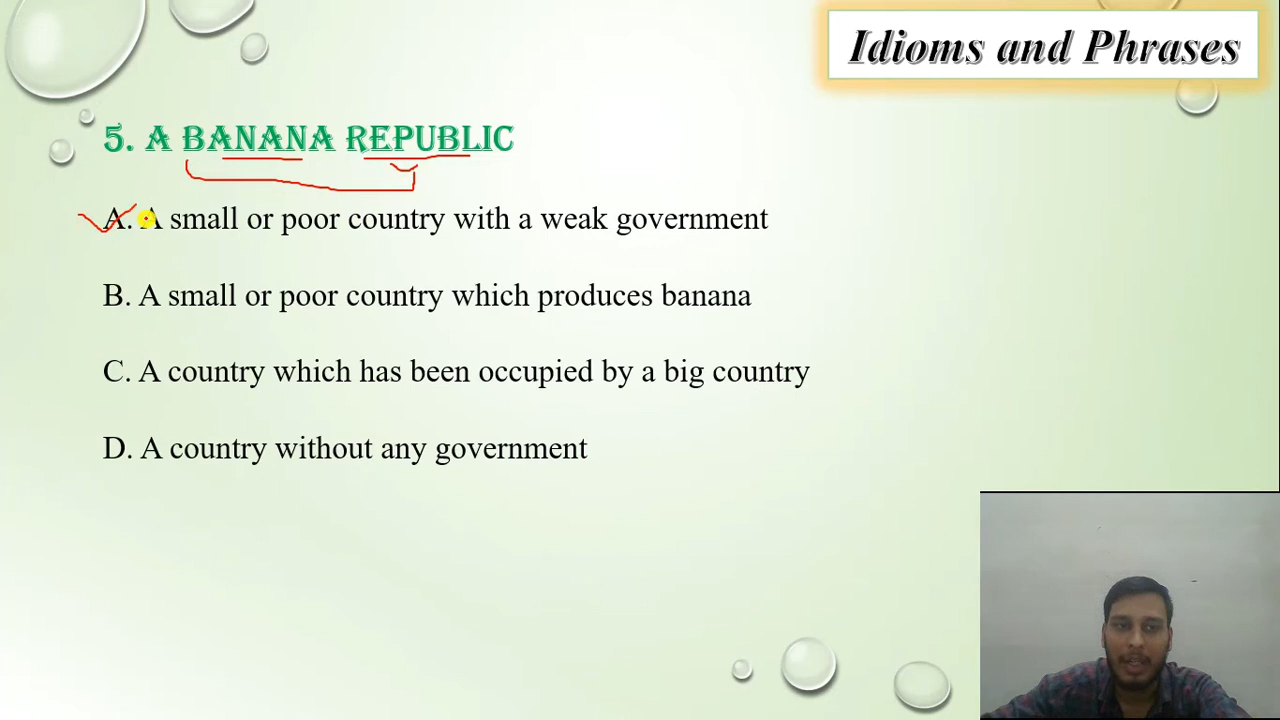 Idioms and Phrases
5. A BANANA REPUBLIC
A. A small or poor country with a weak government
B. A small or poor country which produces banana
C. A country which has been occupied by a big country
D. A country without any government